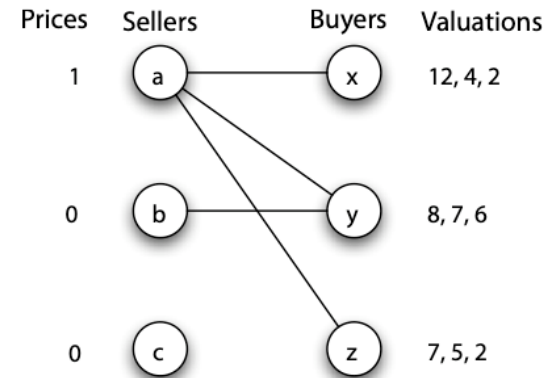 Prices Sellers Buyers Valuations
1 a x 12, 4, 2
0 b y 8, 7, 6
0 c z 7, 5, 2